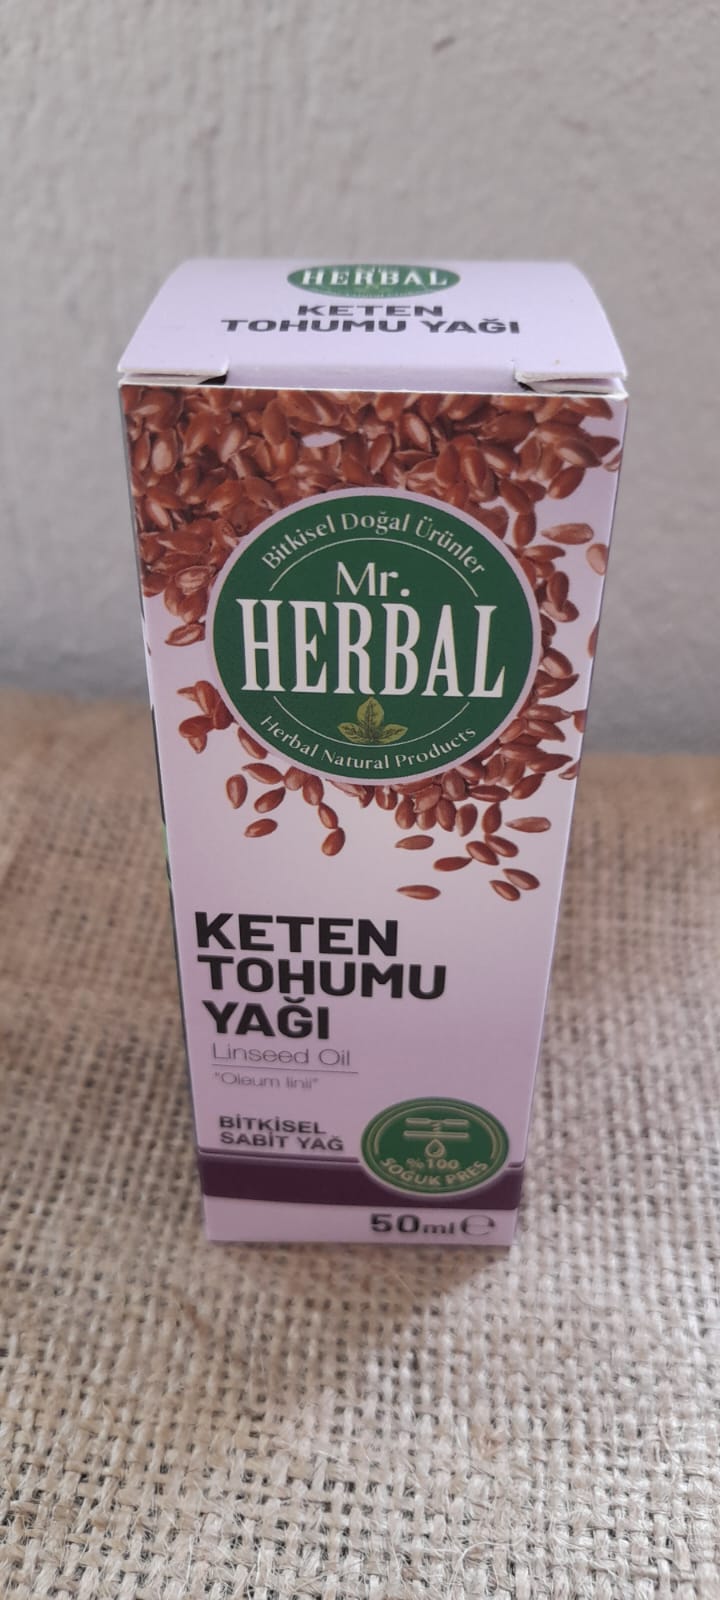 HERBAL
KETEN
TOHUMU YAĞI
Bitkisel Doğal Ürünler
Mr.
HERBAL
Herbal Natural Products
KETEN
TOHUMU
YAĞI
Linseed Oil
"Oleum linii"
BİTKİSEL
SABİT YAĞ
%100
SOĞUK PRES
50ml e